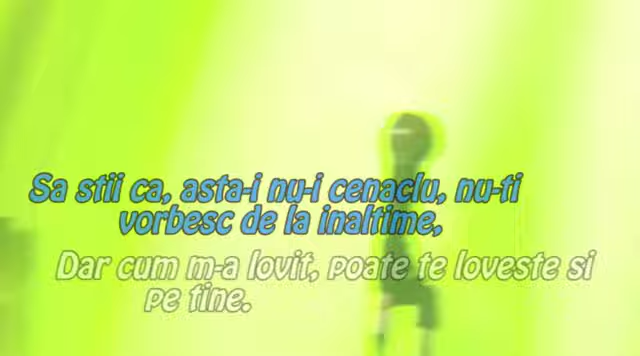 Sa stii ca, asta-i nu-i cenaclu, nu-ti
vorbesc de la inaltime,
Dar cum m-a lovit, poate te loveste si
pe tine.